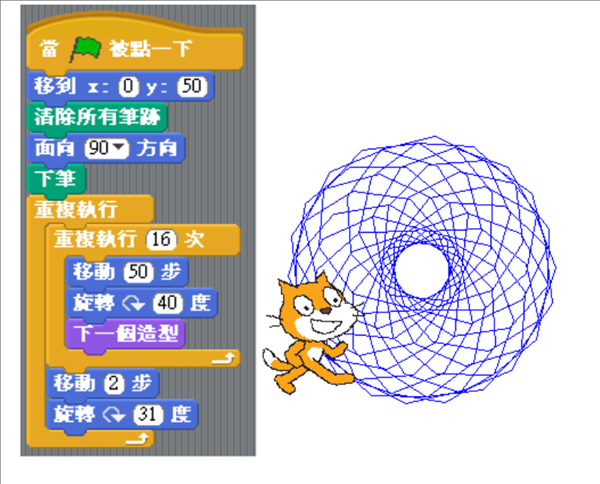 當 被點一下
移到 x: 0 y: 50
清除所有筆跡
面向 90 方向
下筆
重複執行
重複執行 16 次
移動 50 步
旋轉 40 度
下一個造型
移動 2 步
旋轉 31 度